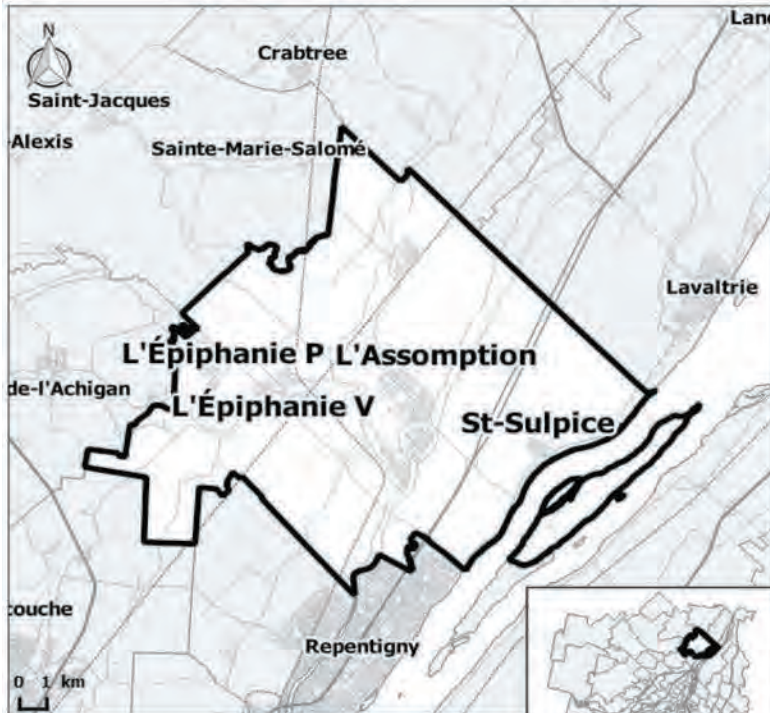 Land
N
Crabtree
Saint-Jacques
-Alexis
Sainte-Marie-Salomé
Lavaltrie
L'Épiphanie P L'Assomption
de-l'Achigan
L'Épiphanie V
St-Sulpice
couche
Repentigny
0 1 km